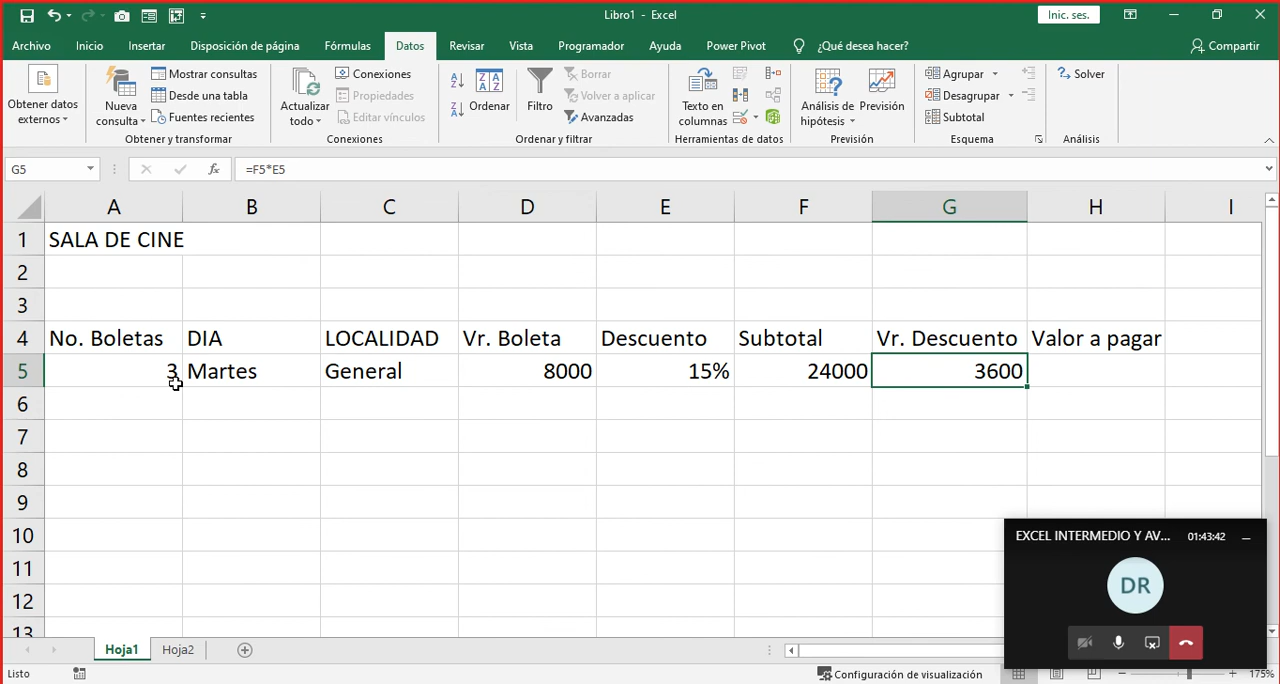 Libro1 - Excel
Inic. ses.
Archivo Inicio Insertar Disposición de página Fórmulas Datos Revisar Vista Programador Ayuda Power Pivot ¿Qué desea hacer? Compartir
Obtener datos
externos
Nueva
consulta
Mostrar consultas
Desde una tabla
Fuentes recientes
Obtener y transformar
Actualizar
todo
Conexiones
Propiedades
Editar vínculos
Conexiones
Ordenar
Filtro
Borrar
Volver a aplicar
Avanzadas
Ordenar y filtrar
Texto en
columnas
Herramientas de datos
Análisis de
hipótesis
Previsión
Previsión
Agrupar
Desagrupar
Subtotal
Esquema
Solver
Análisis
G5 fx =F5*E5
A B C D E F G H I
1 SALA DE CINE
2
3
4 No. Boletas DIA LOCALIDAD Vr. Boleta Descuento Subtotal Vr. Descuento Valor a pagar
5 3 Martes General 8000 15% 24000 3600
6
7
8
9
10
11
12
13
EXCEL INTERMEDIO Y AV... 01:43:42
DR
Hoja1 Hoja2
Listo Configuración de visualización 175%